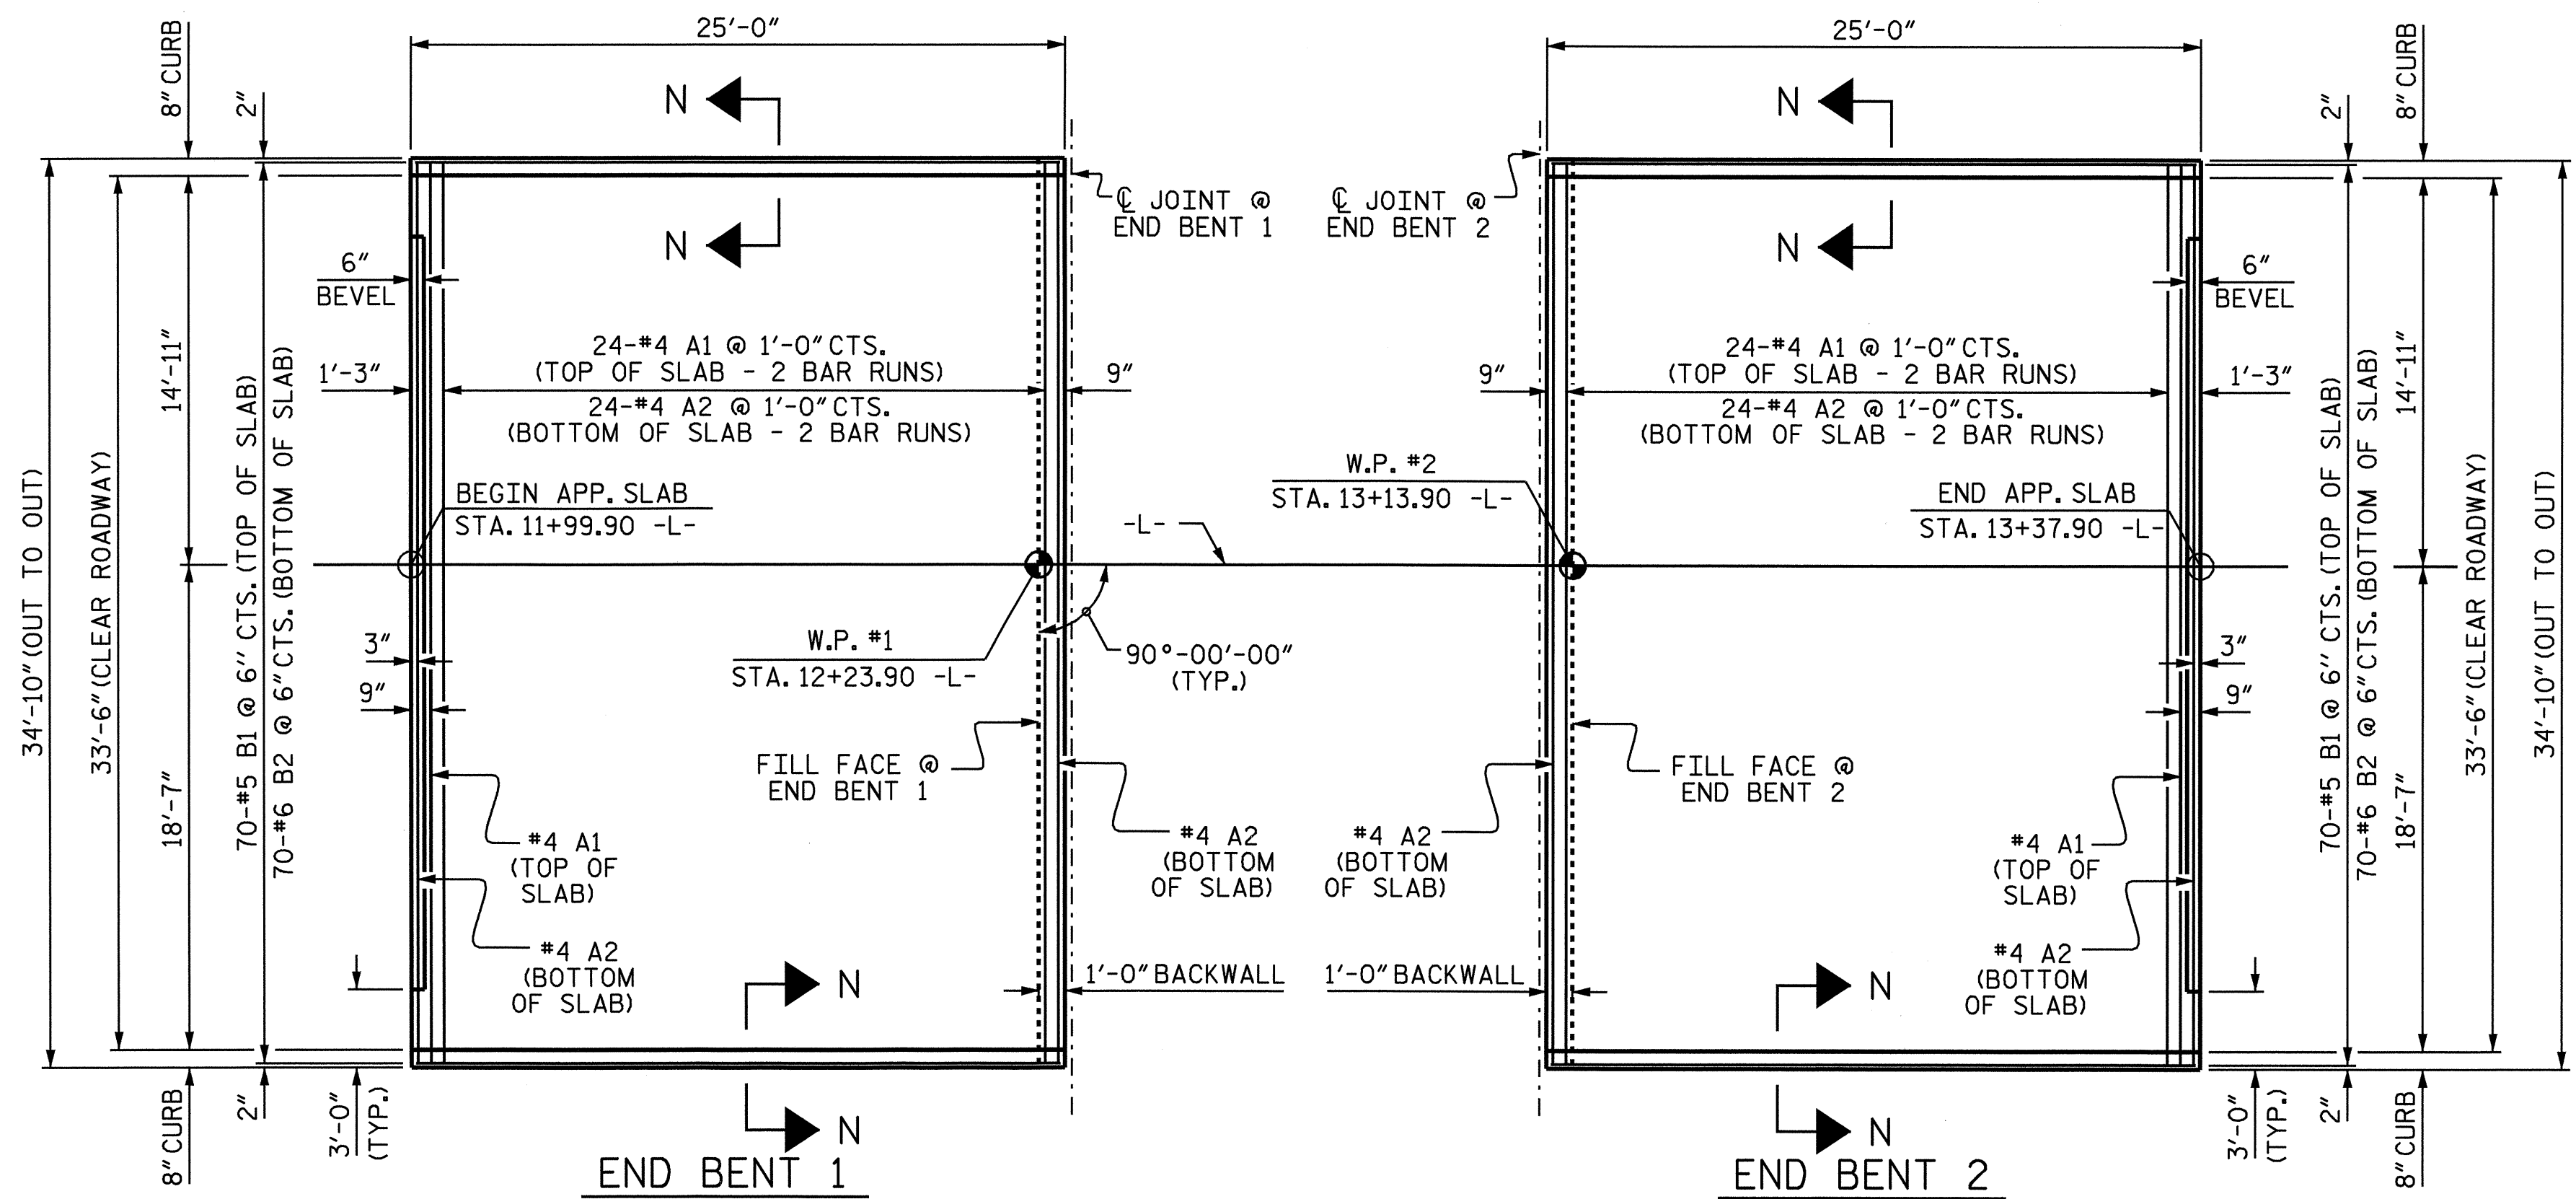 25′-0″
25′-0″
8″ CURB
2″
N
N
2″
8″ CURB
N
N
℄ JOINT @
END BENT 1
℄ JOINT @
END BENT 2
6″
BEVEL
6″
BEVEL
24-#4 A1 @ 1′-0″ CTS.
(TOP OF SLAB - 2 BAR RUNS)
24-#4 A2 @ 1′-0″ CTS.
(BOTTOM OF SLAB - 2 BAR RUNS)
1′-3″
9″
24-#4 A1 @ 1′-0″ CTS.
(TOP OF SLAB - 2 BAR RUNS)
24-#4 A2 @ 1′-0″ CTS.
(BOTTOM OF SLAB - 2 BAR RUNS)
9″
1′-3″
34′-10″ (OUT TO OUT)
33′-6″ (CLEAR ROADWAY)
14′-11″
18′-7″
70-#5 B1 @ 6″ CTS. (TOP OF SLAB)
70-#6 B2 @ 6″ CTS. (BOTTOM OF SLAB)
BEGIN APP. SLAB
STA. 11+99.90 -L-
-L-
W.P. #2
STA. 13+13.90 -L-
END APP. SLAB
STA. 13+37.90 -L-
70-#5 B1 @ 6″ CTS. (TOP OF SLAB)
70-#6 B2 @ 6″ CTS. (BOTTOM OF SLAB)
14′-11″
18′-7″
33′-6″ (CLEAR ROADWAY)
34′-10″ (OUT TO OUT)
3″
9″
W.P. #1
STA. 12+23.90 -L-
90°-00′-00″
(TYP.)
3″
9″
FILL FACE @
END BENT 1
FILL FACE @
END BENT 2
#4 A1
(TOP OF
SLAB)
#4 A2
(BOTTOM
OF SLAB)
#4 A2
(BOTTOM
OF SLAB)
#4 A1
(TOP OF
SLAB)
#4 A2
(BOTTOM
OF SLAB)
#4 A2
(BOTTOM
OF SLAB)
1′-0″ BACKWALL
1′-0″ BACKWALL
N
N
N
N
8″ CURB
2″
3′-0″
(TYP.)
3′-0″
(TYP.)
2″
8″ CURB
END BENT 1
END BENT 2